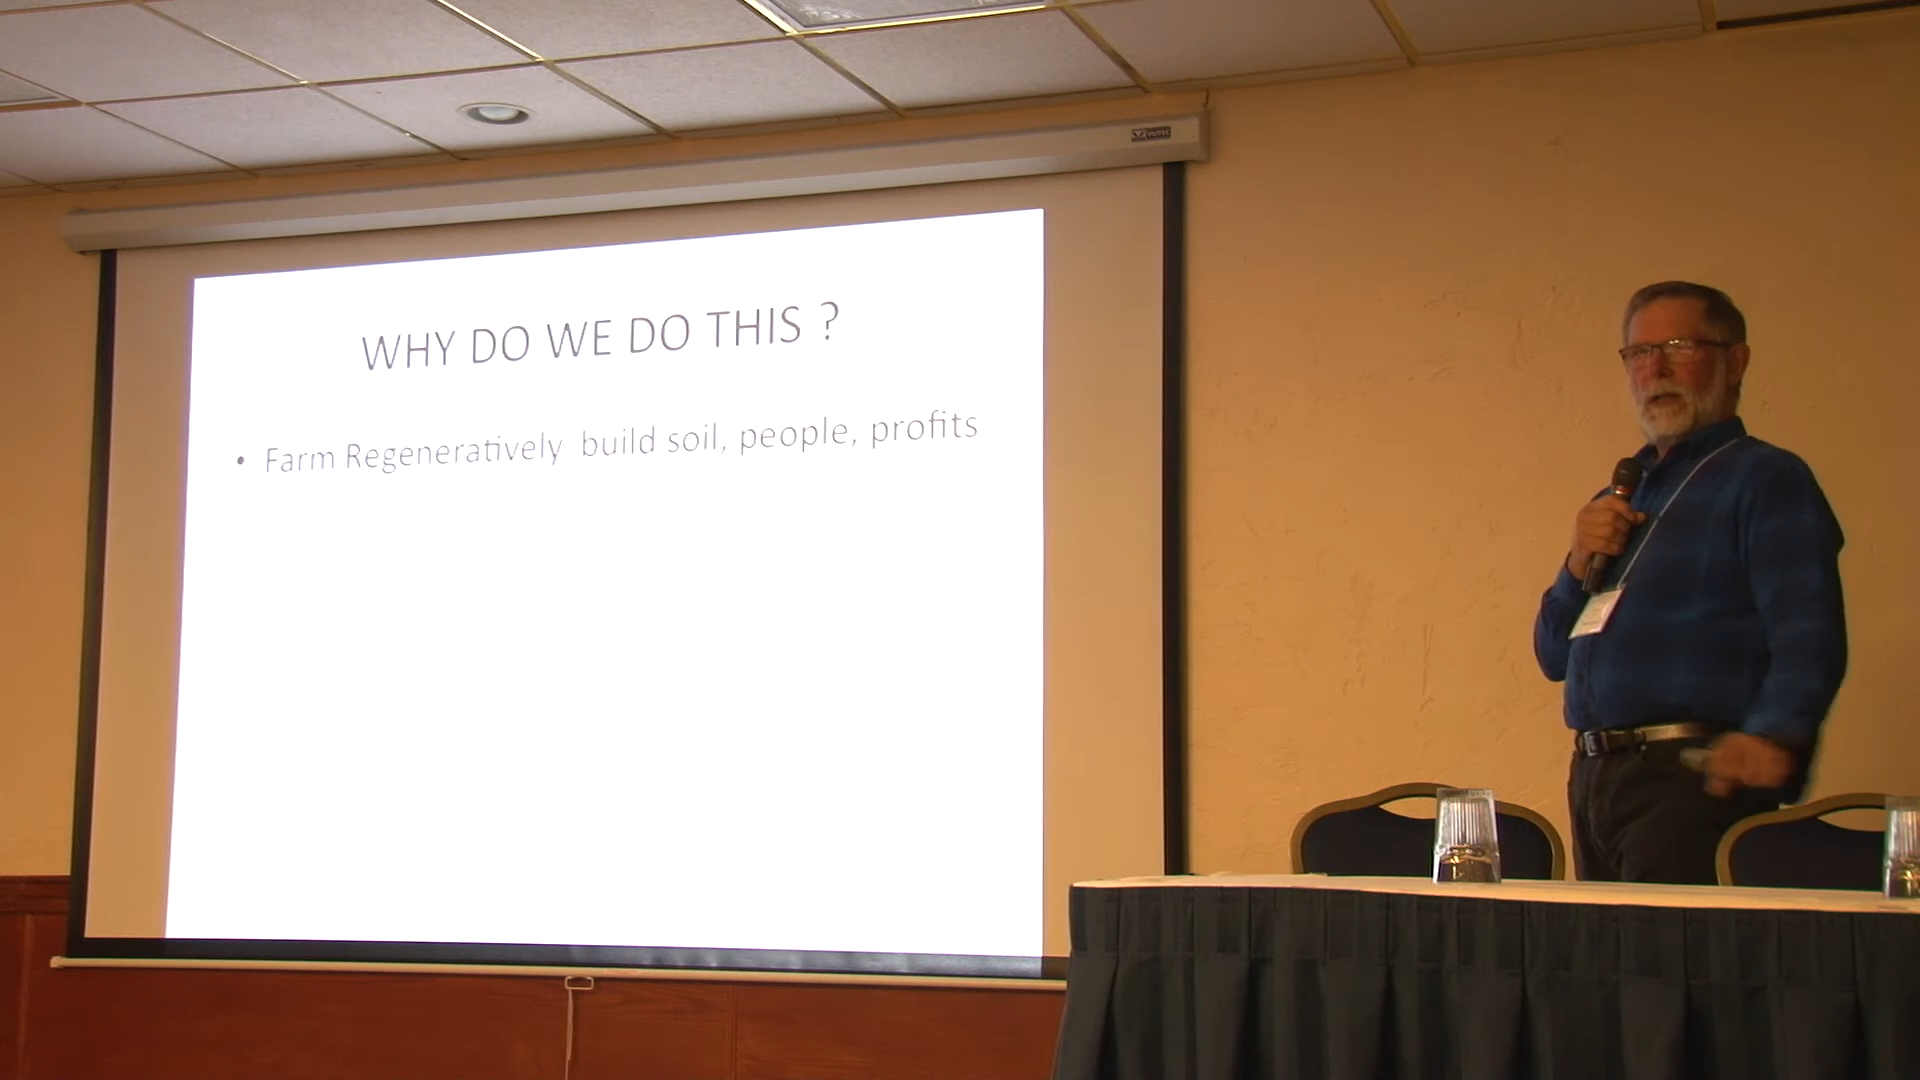 WHY DO WE DO THIS ?
• Farm Regeneratively build soil, people, profits